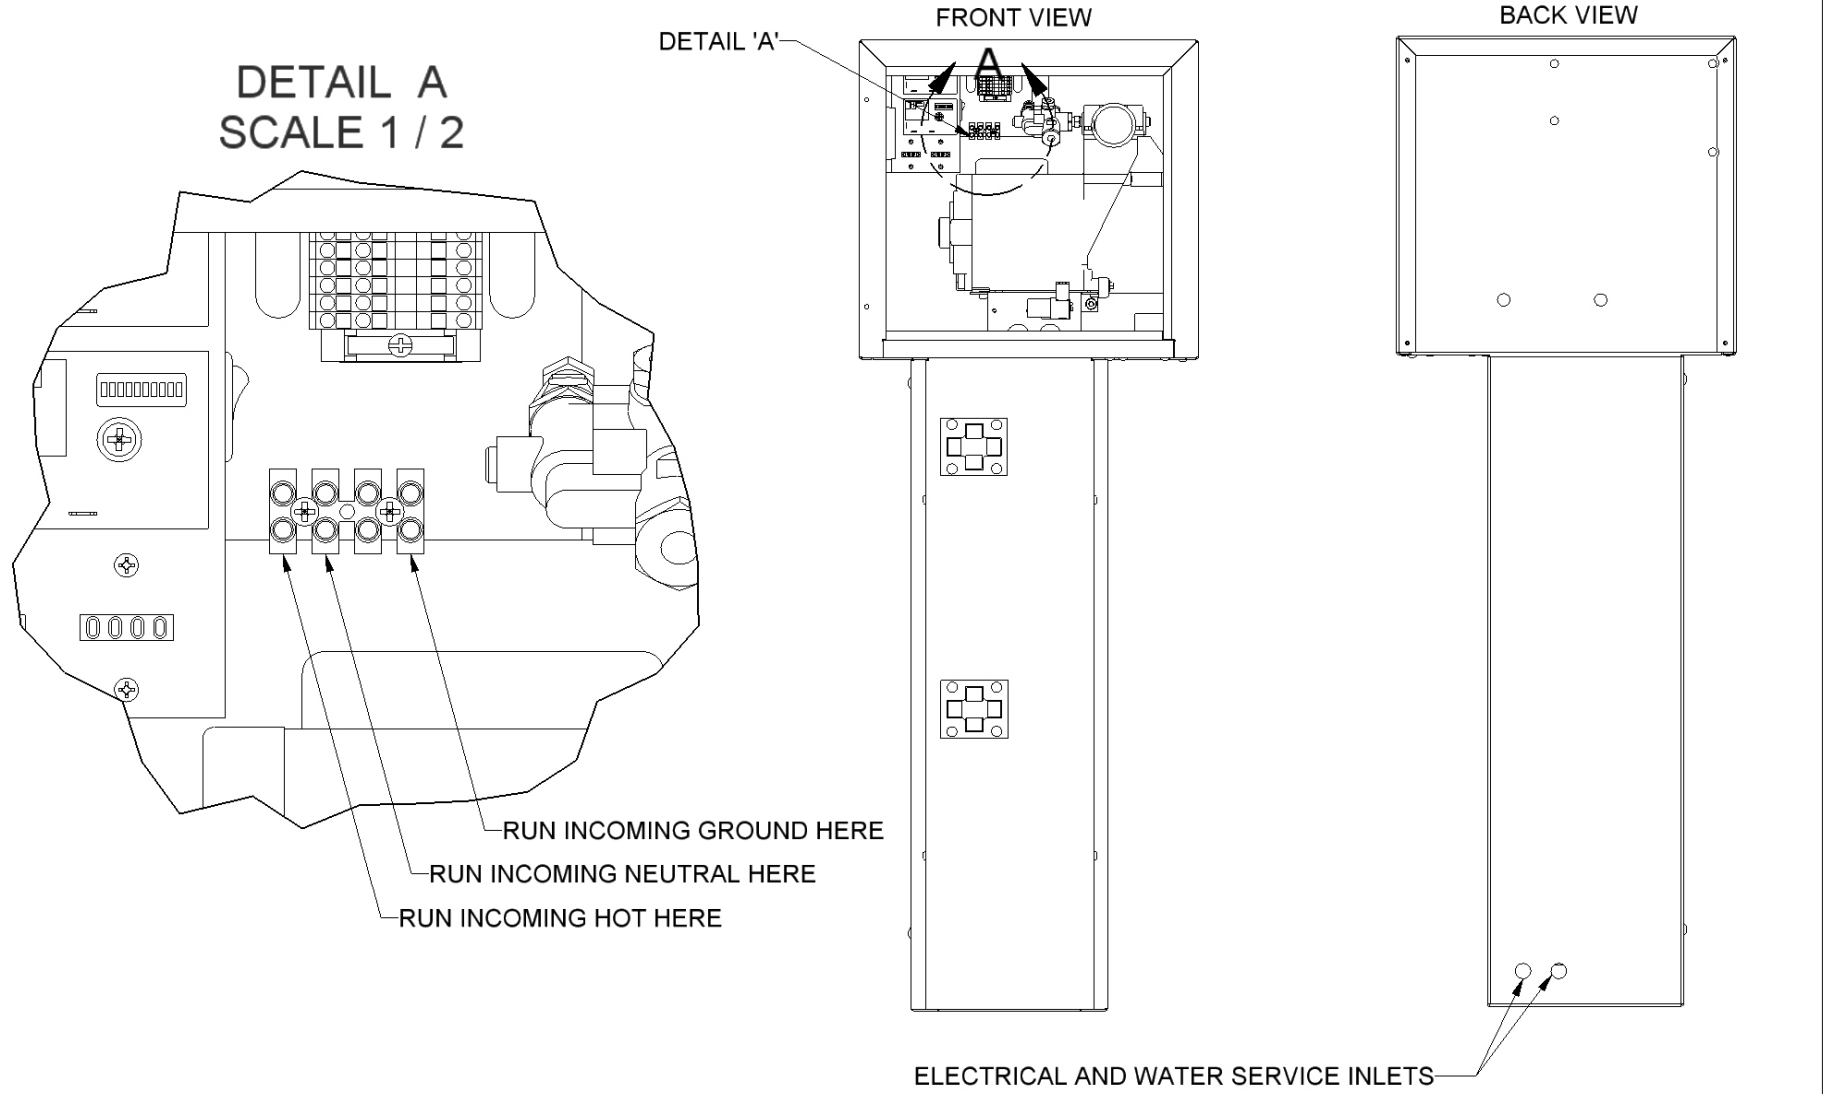 FRONT VIEW
BACK VIEW
DETAIL 'A'
A
DETAIL A
SCALE 1 / 2
RUN INCOMING GROUND HERE
RUN INCOMING NEUTRAL HERE
RUN INCOMING HOT HERE
ELECTRICAL AND WATER SERVICE INLETS